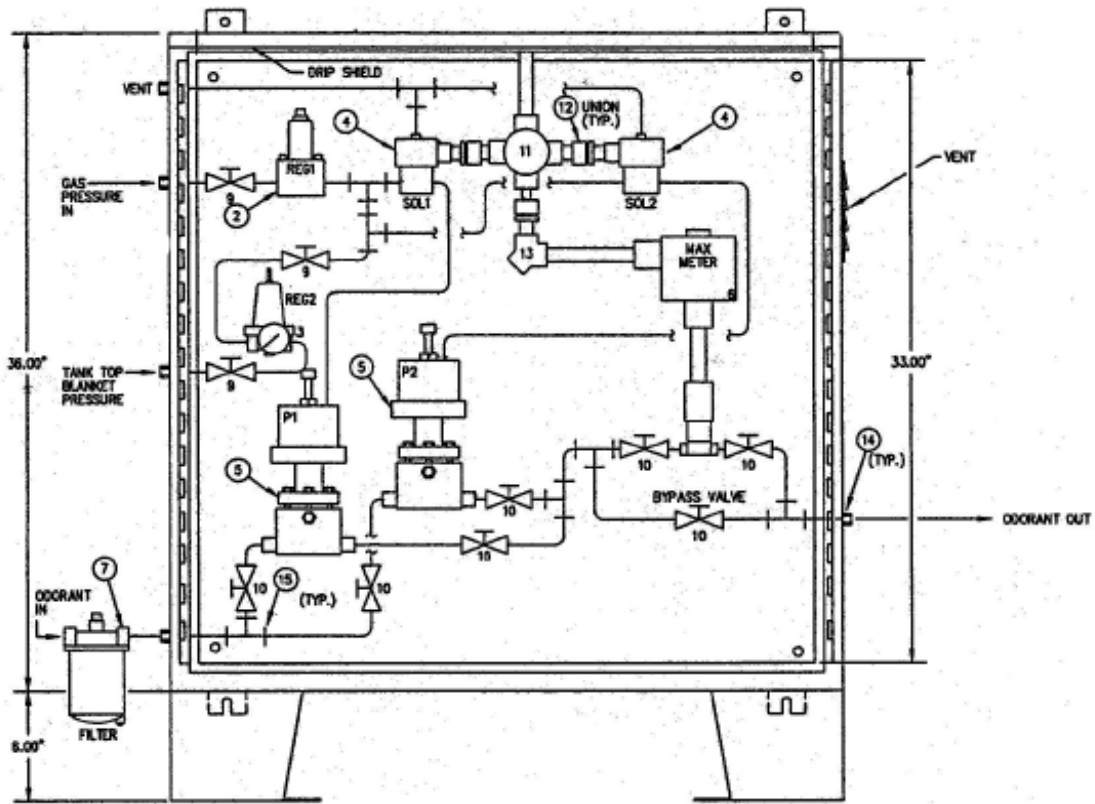 DRIP SHIELD
VENT
12 UNION
(TYP.)
4
4
11
REG1
GAS
PRESSURE
IN
9
2
SOL1
SOL2
VENT
13
MAX
METER
6
9
REG2
3
36.00"
33.00"
TANK TOP
BLANKET
PRESSURE
9
5
P2
P1
14
(TYP.)
5
10
10
10
BYPASS VALVE
10
ODORANT OUT
10
7
ODORANT
IN
10
15
(TYP.)
10
FILTER